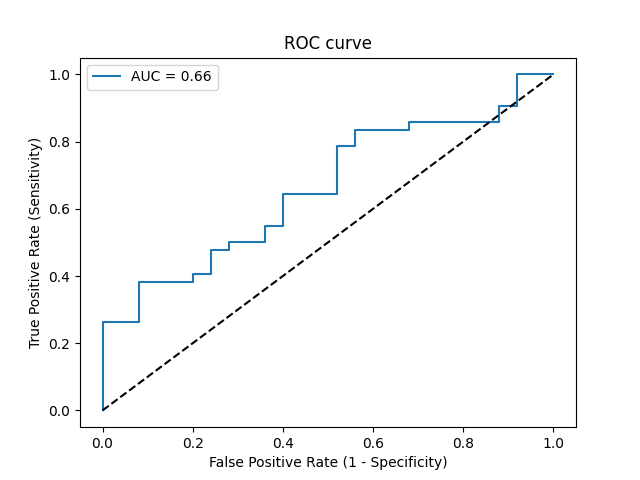 ROC curve
AUC = 0.66
1.0
0.8
0.6
0.4
0.2
0.0
True Positive Rate (Sensitivity)
0.0 0.2 0.4 0.6 0.8 1.0
False Positive Rate (1 - Specificity)